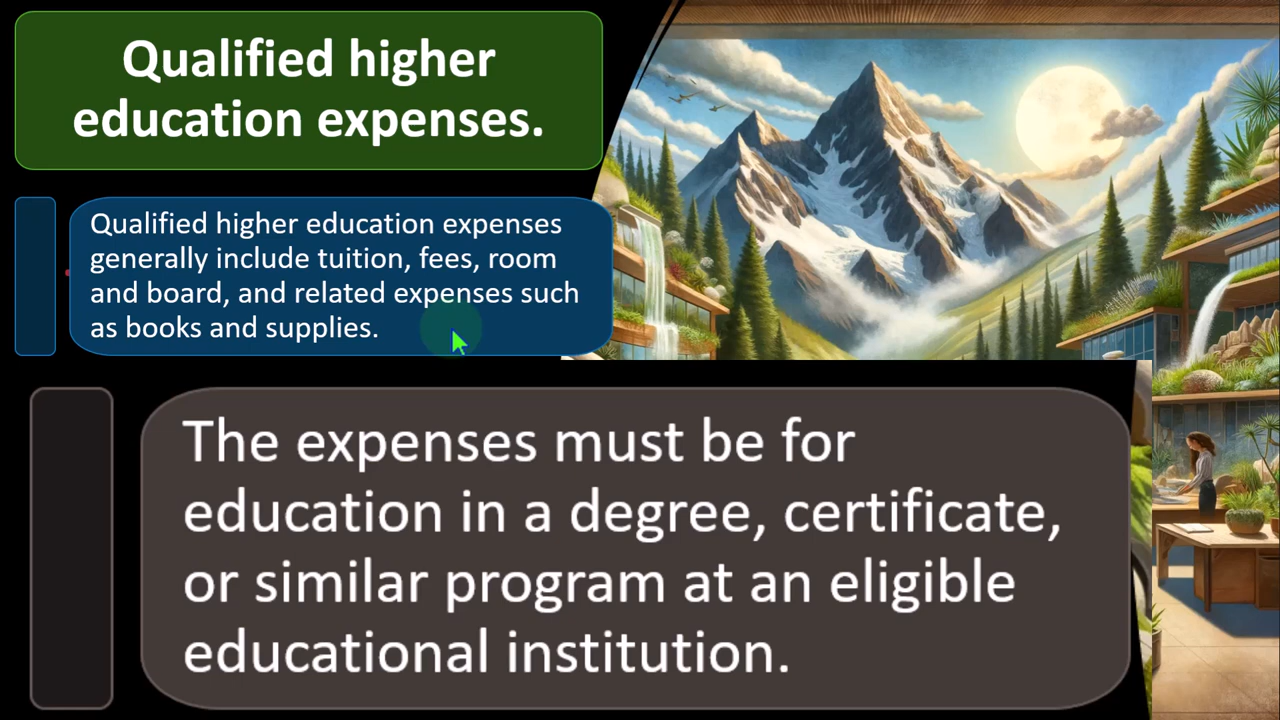 Qualified higher
education expenses.
Qualified higher education expenses
generally include tuition, fees, room
and board, and related expenses such
as books and supplies.
The expenses must be for
education in a degree, certificate,
or similar program at an eligible
educational institution.